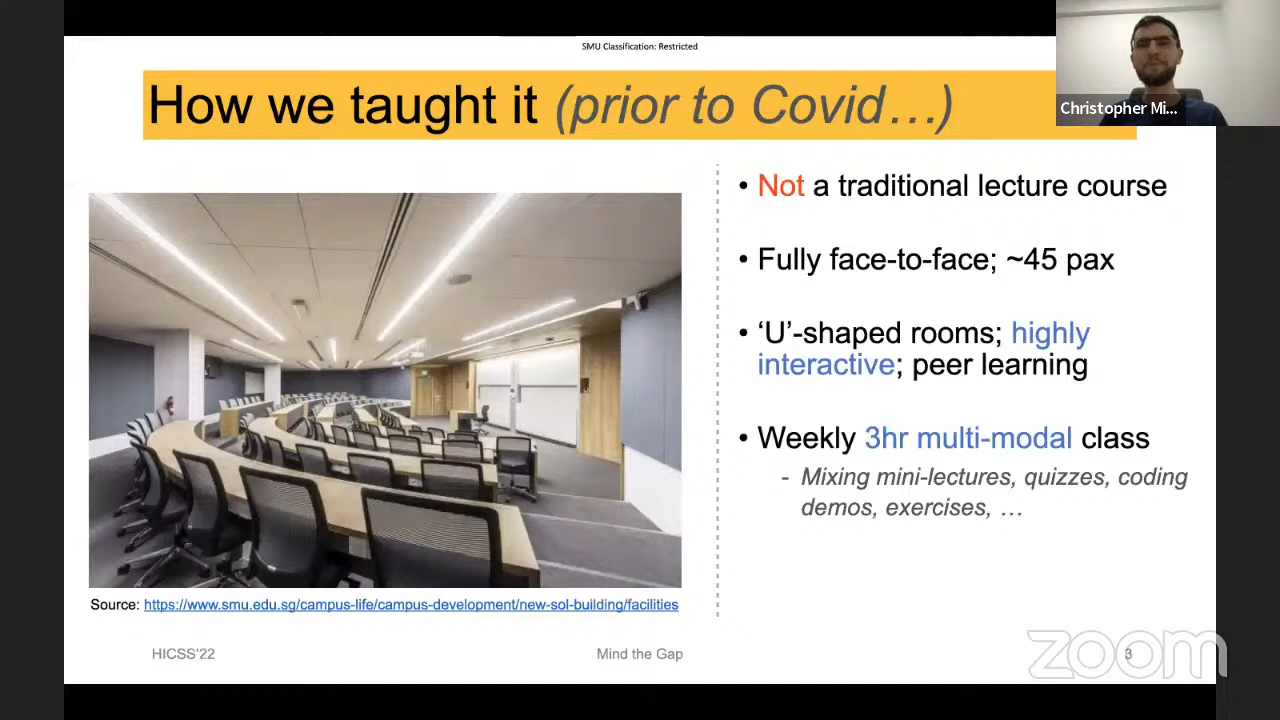 SMU Classification: Restricted
How we taught it (prior to Covid…)
Christopher Mi...
• Not a traditional lecture course
• Fully face-to-face; ~45 pax
• ‘U’-shaped rooms; highly
interactive; peer learning
• Weekly 3hr multi-modal class
- Mixing mini-lectures, quizzes, coding
demos, exercises, …
Source: https://www.smu.edu.sg/campus-life/campus-development/new-sol-building/facilities
HICSS’22
Mind the Gap
3
zoom